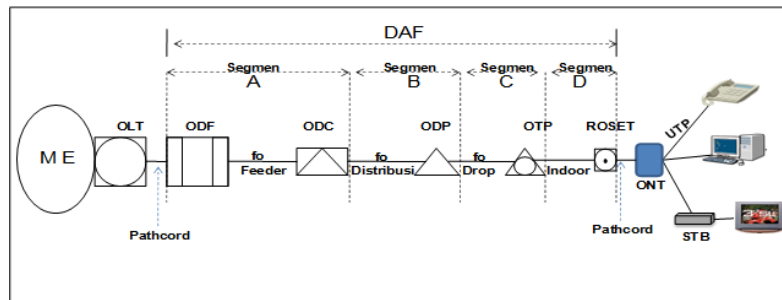 DAF
Segmen
A
Segmen
B
Segmen
C
Segmen
D
OLT
ODF
ODC
ODP
OTP
ROSET
UTP
M E
fo
Feeder
fo
Distribusi
fo
Drop
Indoor
ONT
Pathcord
Pathcord
STB